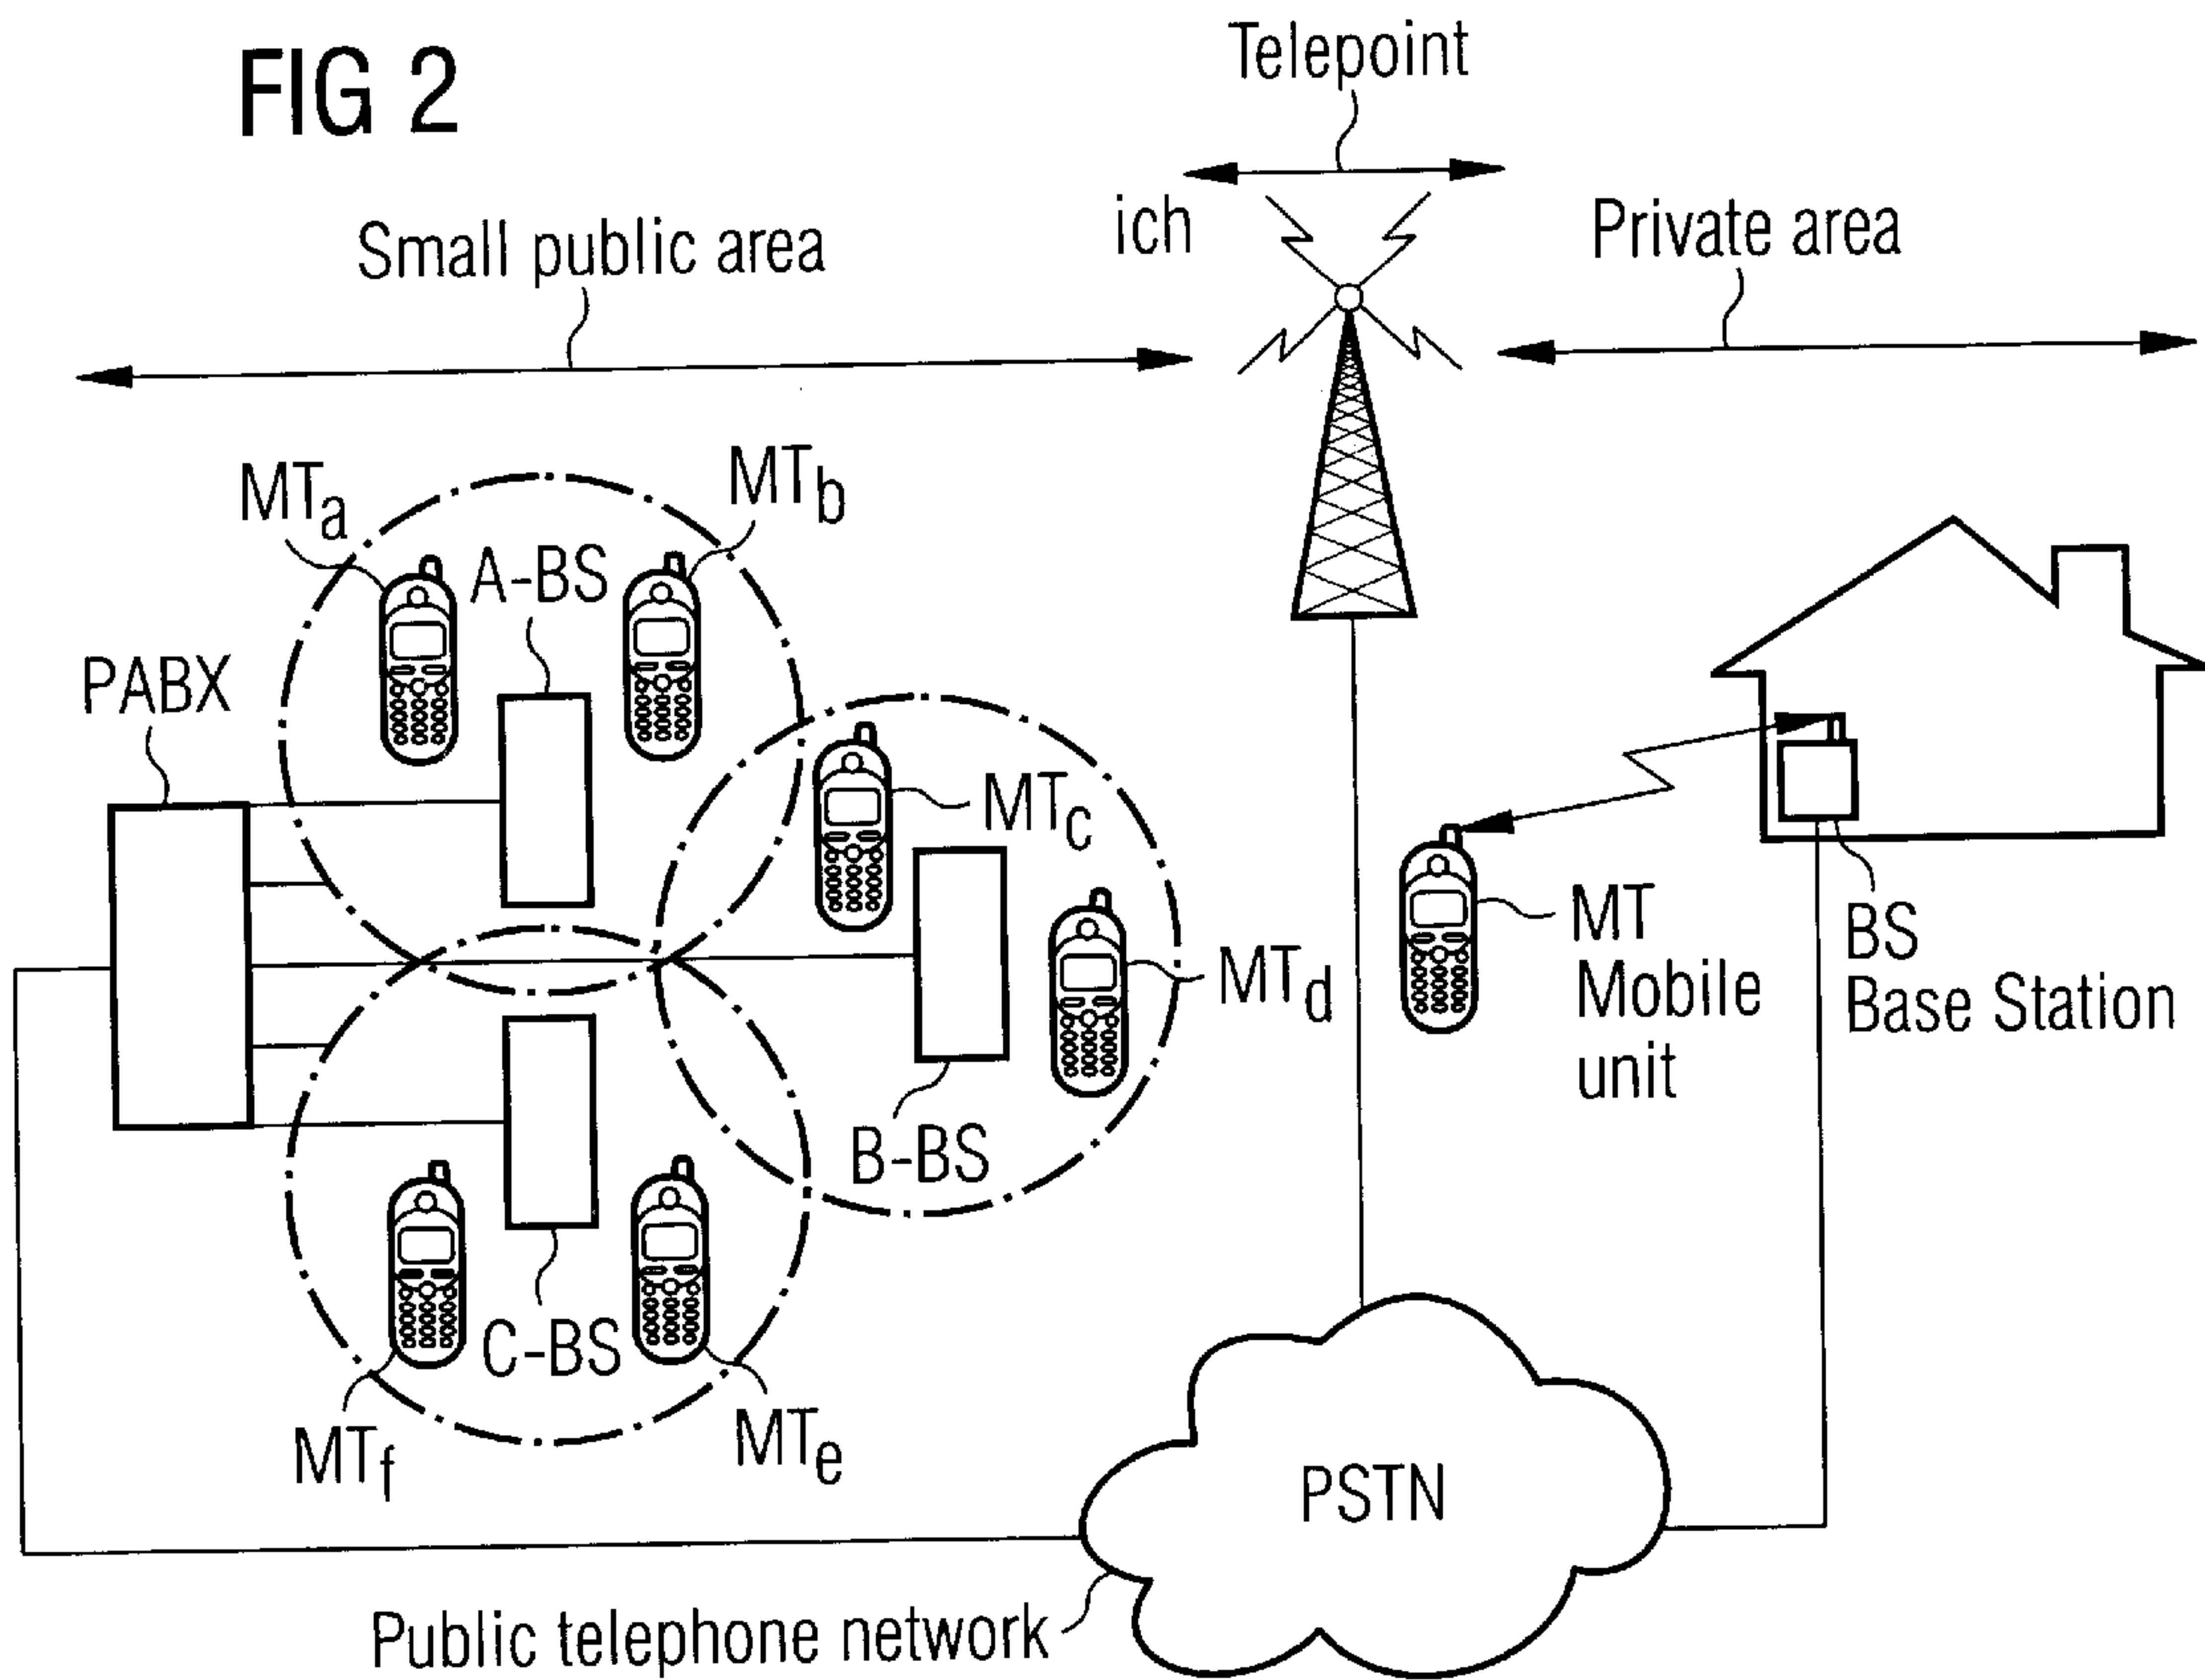 FIG 2
Telepoint
ich
Small public area
Private area
MTa
MTb
A-BS
PABX
MTc
MTd
MT
Mobile
unit
BS
Base Station
B-BS
C-BS
MTf
MTe
PSTN
Public telephone network